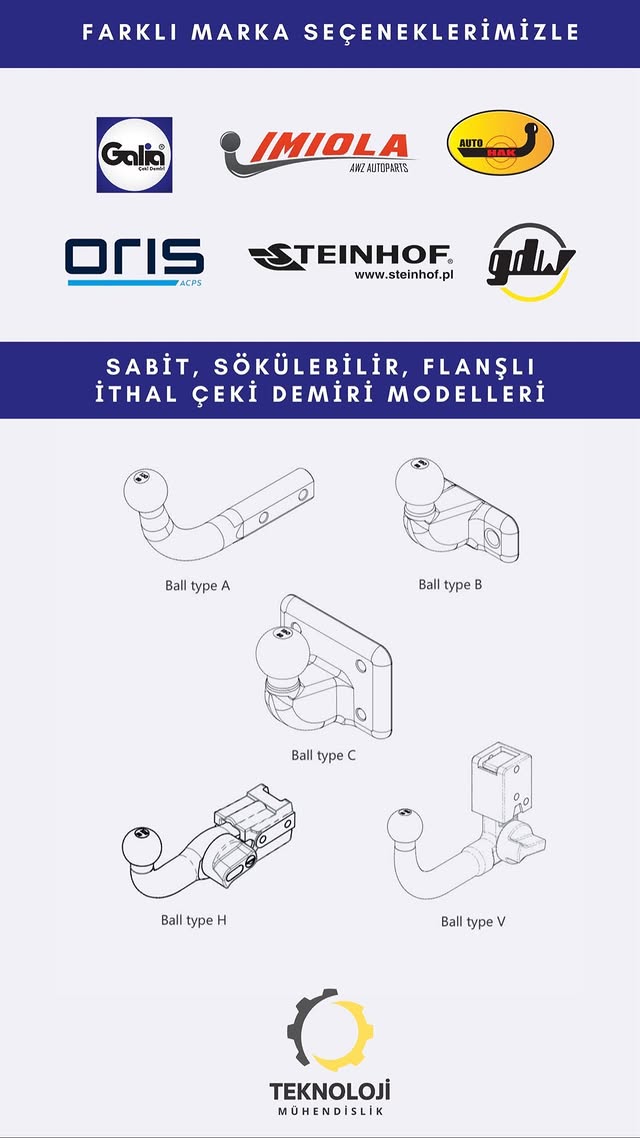 FARKLI MARKA SEÇENEKLERİMİZLE
Galia®
Çeki Demiri
IMIOLA
AWZ AUTOPARTS
AUTO
HAK
ORIS
ACPS
STEINHOF®
www.steinhof.pl
gdw
SABİT, SÖKÜLEBİLİR, FLANŞLI
İTHAL ÇEKİ DEMİRİ MODELLERİ
Ball type A
Ball type B
Ball type C
Ball type H
Ball type V
TEKNOLOJİ
MÜHENDİSLİK